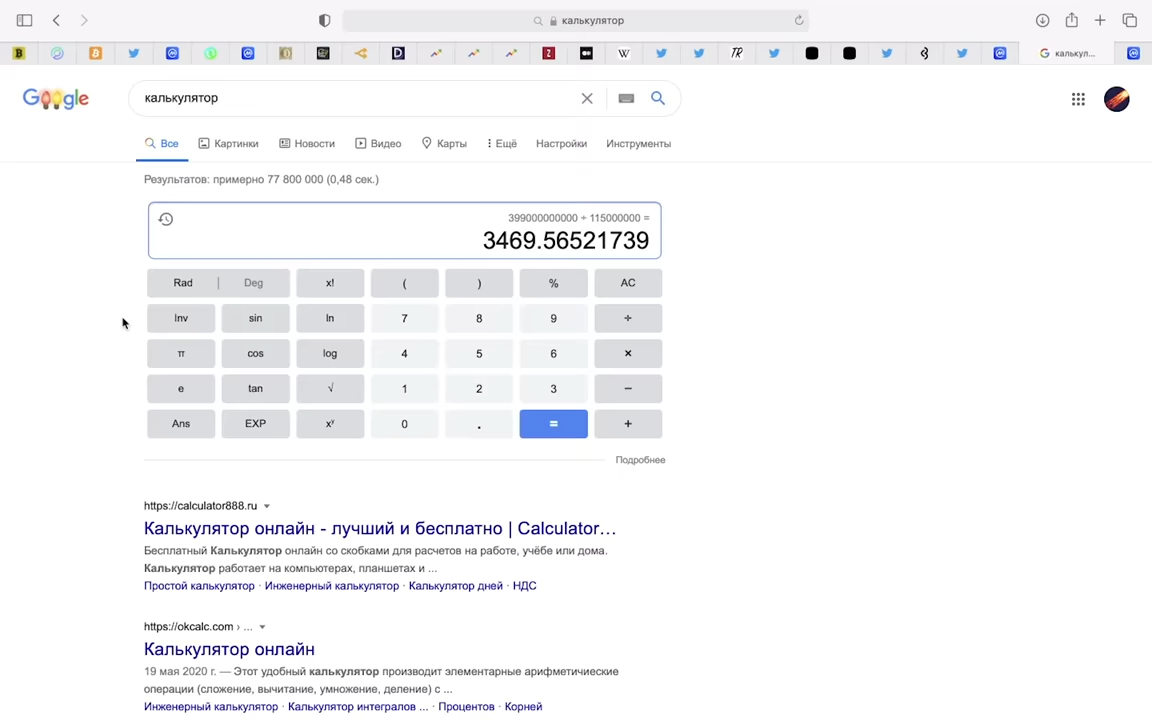 калькулятор
B
Z
W
TR
калькул...
Google
калькулятор
Все Картинки Новости Видео Карты Ещё Настройки Инструменты
Результатов: примерно 77 800 000 (0,48 сек.)
399000000000 ÷ 115000000 =
3469.56521739
Rad | Deg x! ( ) % AC
Inv sin ln 7 8 9 ÷
π cos log 4 5 6 ×
e tan √ 1 2 3 −
Ans EXP xʸ 0 . = +
Подробнее
https://calculator888.ru
Калькулятор онлайн - лучший и бесплатно | Calculator...
Бесплатный Калькулятор онлайн со скобками для расчетов на работе, учёбе или дома.
Калькулятор работает на компьютерах, планшетах и ...
Простой калькулятор · Инженерный калькулятор · Калькулятор дней · НДС
https://okcalc.com › ...
Калькулятор онлайн
19 мая 2020 г. — Этот удобный калькулятор производит элементарные арифметические
операции (сложение, вычитание, умножение, деление) с ...
Инженерный калькулятор · Калькулятор интегралов ... · Процентов · Корней